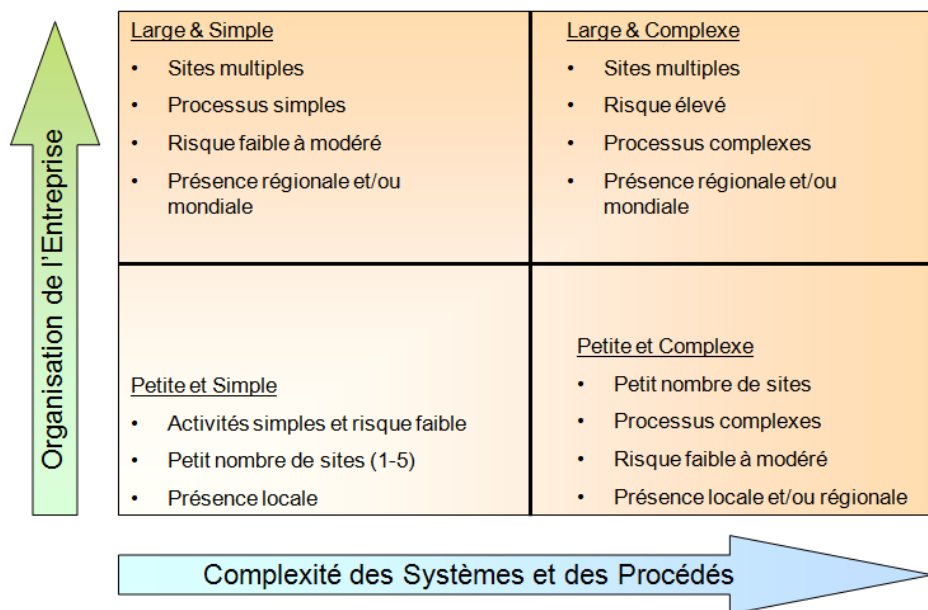 Organisation de l'Entreprise
Large & Simple
• Sites multiples
• Processus simples
• Risque faible à modéré
• Présence régionale et/ou
mondiale
Large & Complexe
• Sites multiples
• Risque élevé
• Processus complexes
• Présence régionale et/ou
mondiale
Petite et Simple
• Activités simples et risque faible
• Petit nombre de sites (1-5)
• Présence locale
Petite et Complexe
• Petit nombre de sites
• Processus complexes
• Risque faible à modéré
• Présence locale et/ou régionale
Complexité des Systèmes et des Procédés